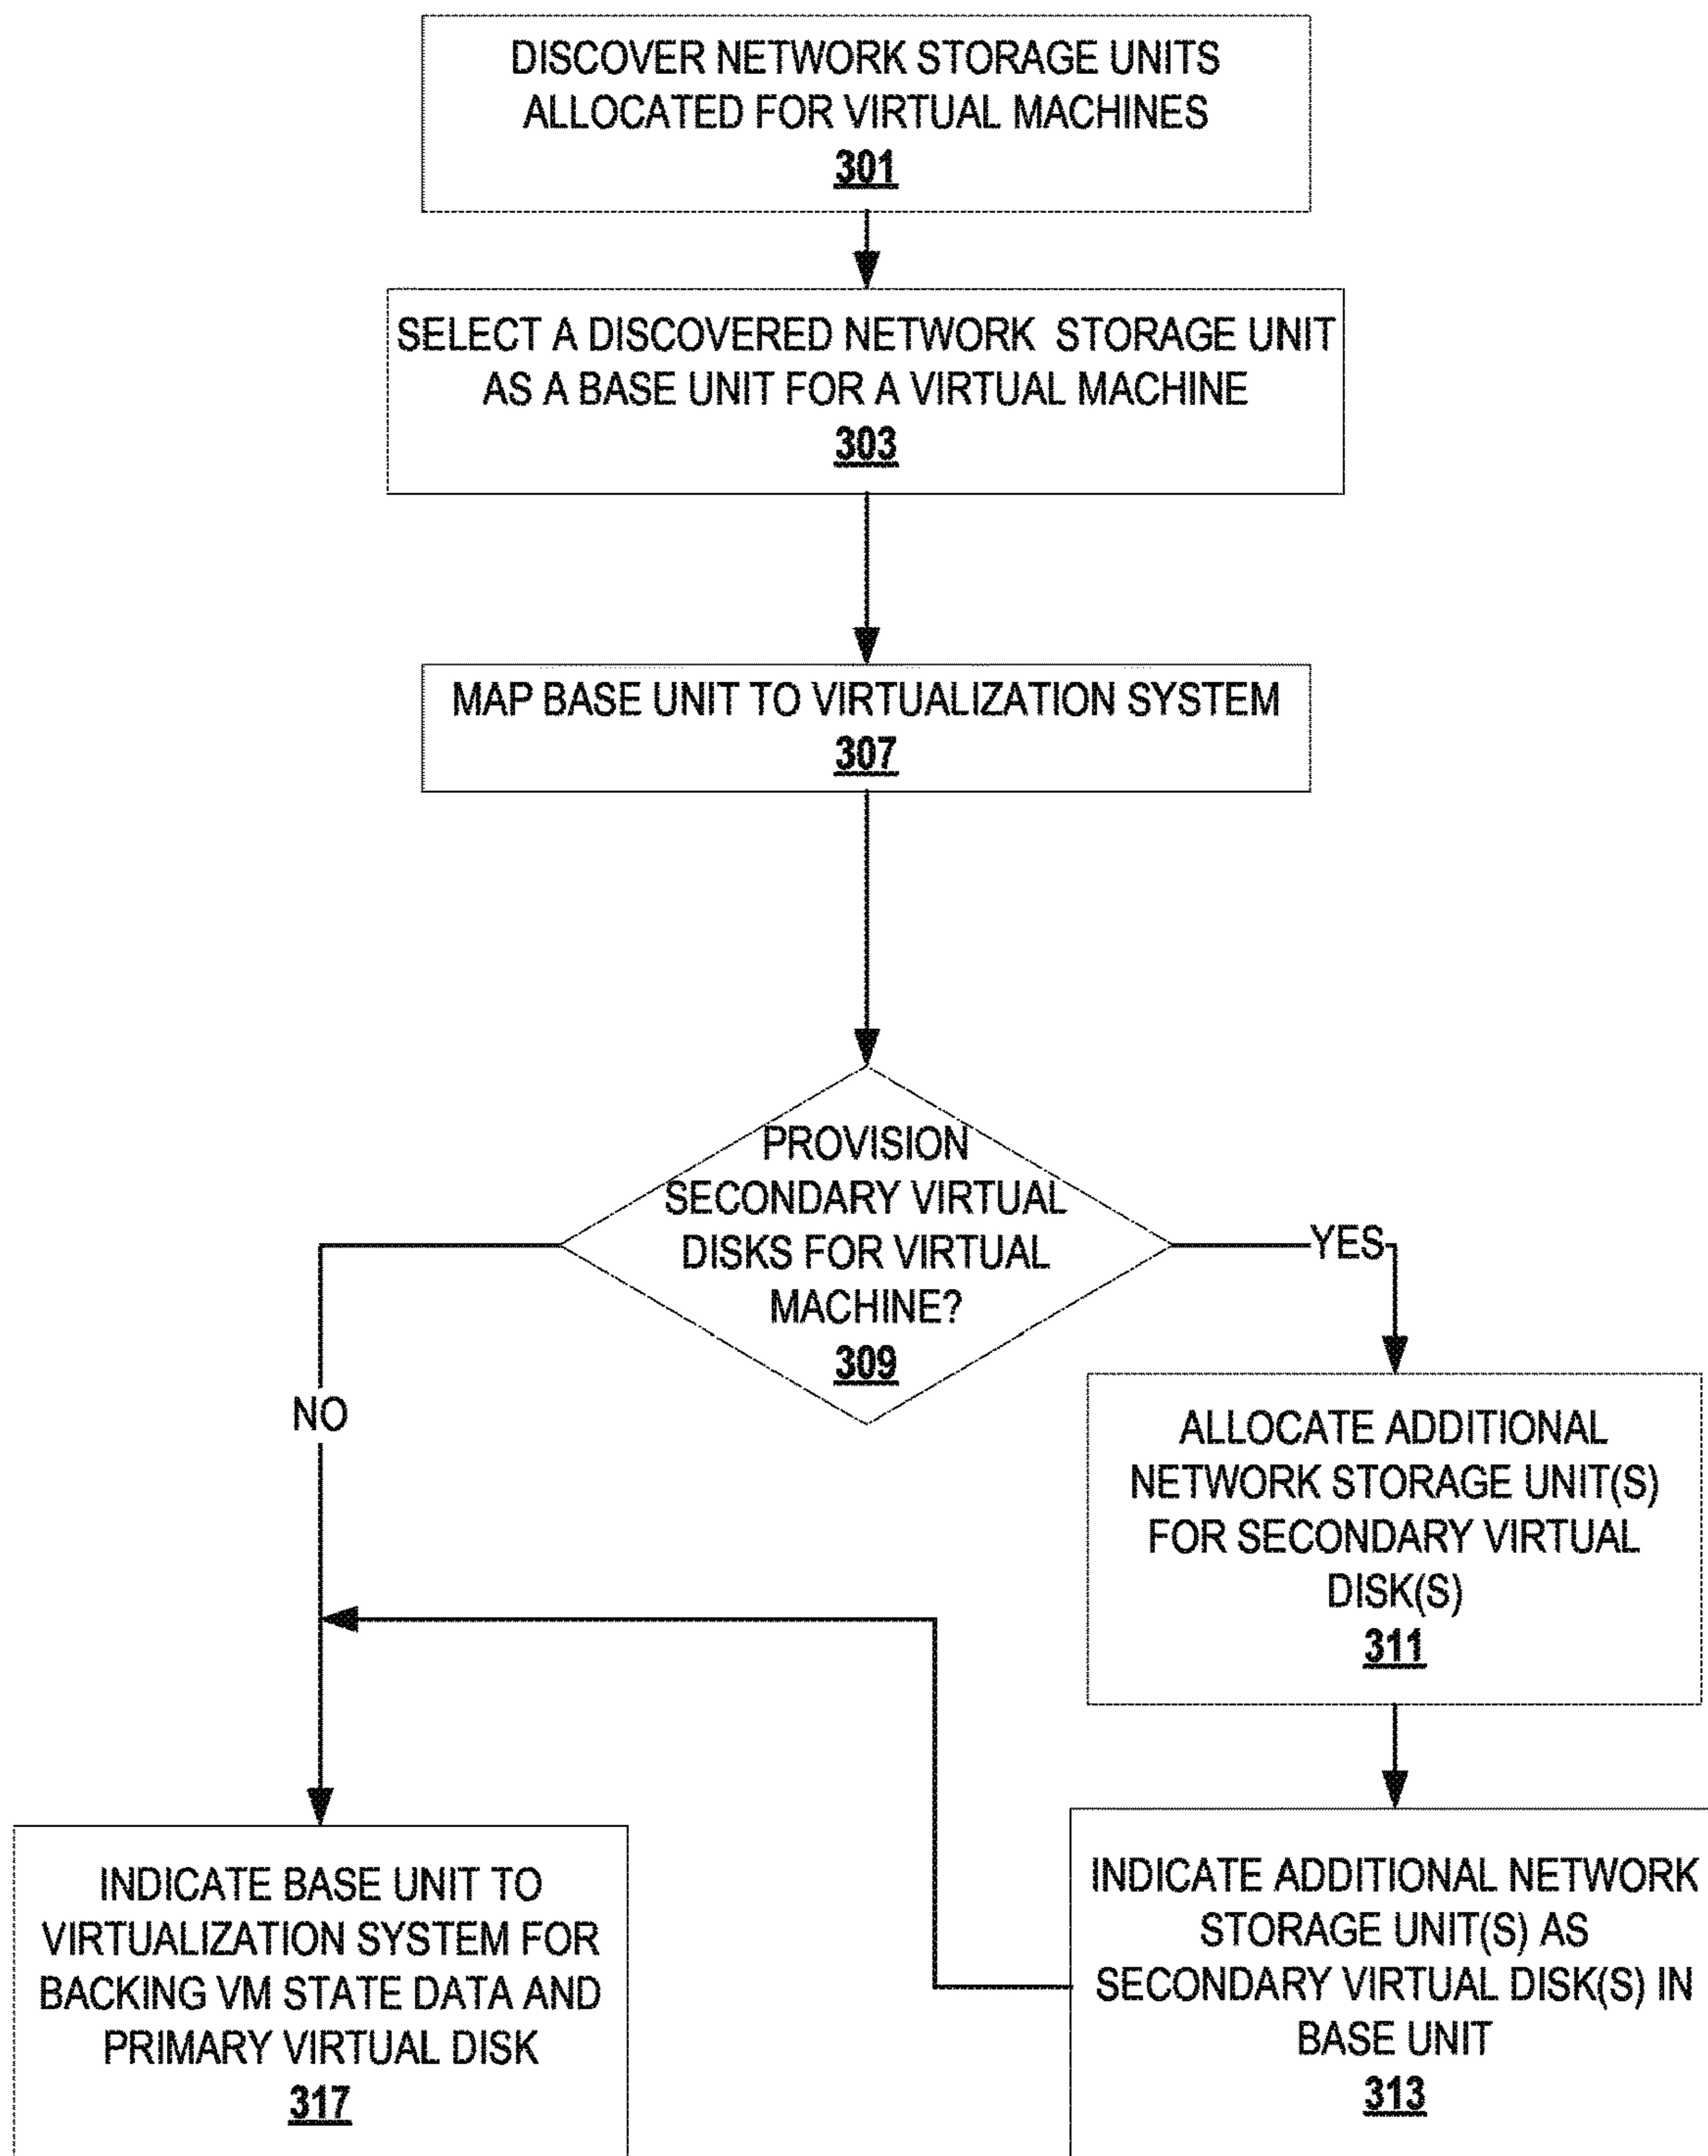 DISCOVER NETWORK STORAGE UNITS
ALLOCATED FOR VIRTUAL MACHINES
301
SELECT A DISCOVERED NETWORK STORAGE UNIT
AS A BASE UNIT FOR A VIRTUAL MACHINE
303
MAP BASE UNIT TO VIRTUALIZATION SYSTEM
307
PROVISION
SECONDARY VIRTUAL
DISKS FOR VIRTUAL
MACHINE?
309
YES
NO
ALLOCATE ADDITIONAL
NETWORK STORAGE UNIT(S)
FOR SECONDARY VIRTUAL
DISK(S)
311
INDICATE ADDITIONAL NETWORK
STORAGE UNIT(S) AS
SECONDARY VIRTUAL DISK(S) IN
BASE UNIT
313
INDICATE BASE UNIT TO
VIRTUALIZATION SYSTEM FOR
BACKING VM STATE DATA AND
PRIMARY VIRTUAL DISK
317